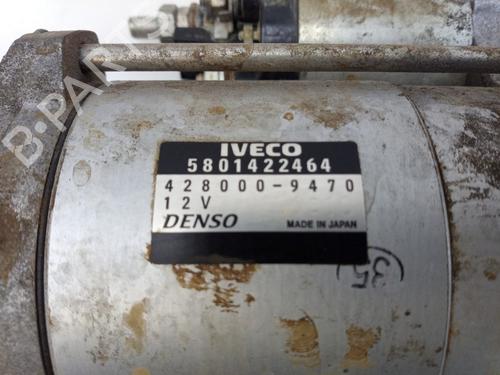 IVECO
5801422464
428000-9470
12V
DENSO MADE IN JAPAN
35
B-PARTS